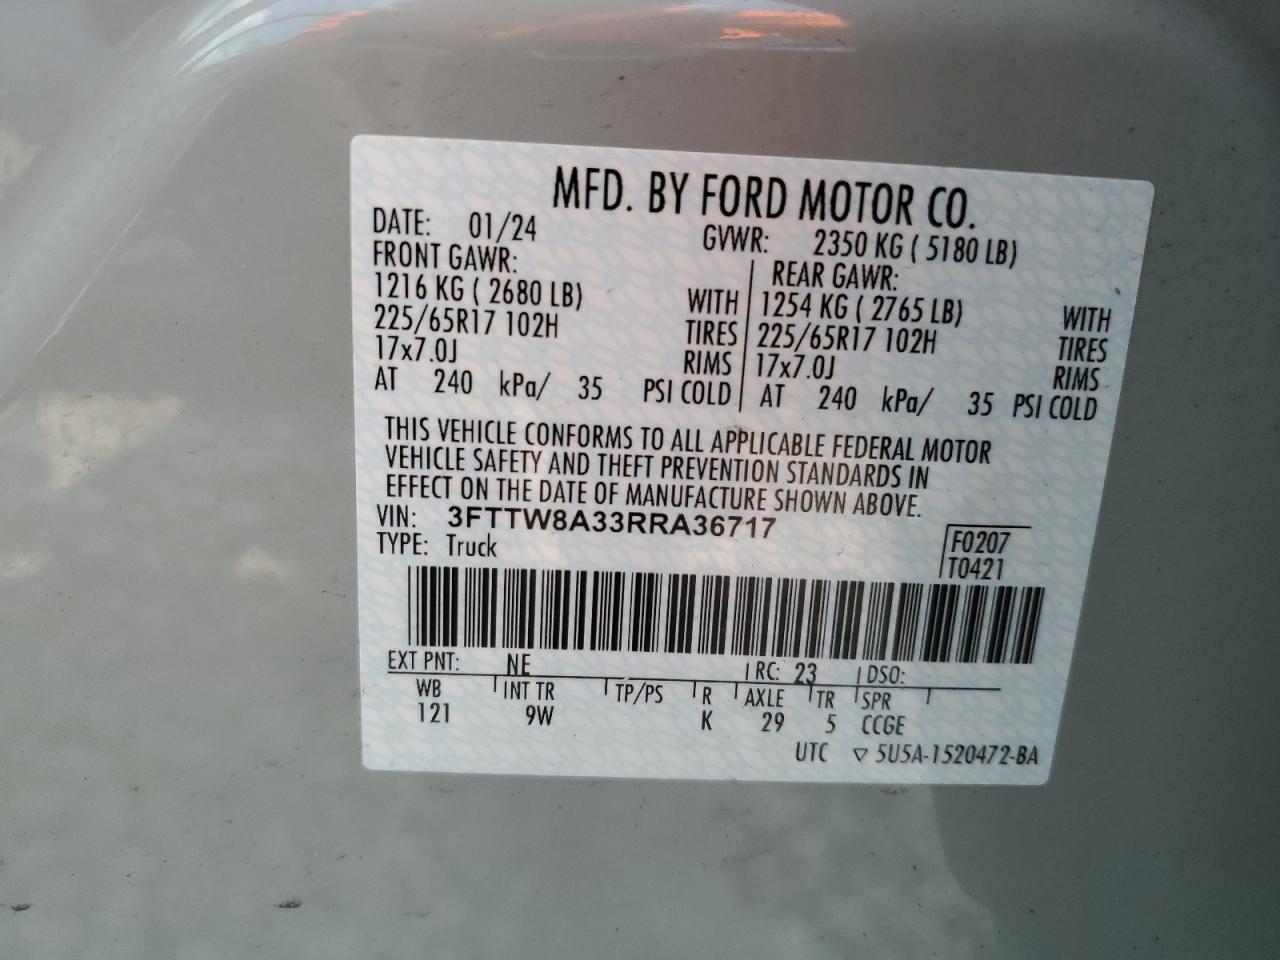 MFD. BY FORD MOTOR CO.
DATE: 01/24 GVWR: 2350 KG ( 5180 LB)
FRONT GAWR: REAR GAWR:
1216 KG ( 2680 LB) WITH 1254 KG ( 2765 LB) WITH
225/65R17 102H TIRES 225/65R17 102H TIRES
17x7.0J RIMS 17x7.0J RIMS
AT 240 kPa/ 35 PSI COLD AT 240 kPa/ 35 PSI COLD
THIS VEHICLE CONFORMS TO ALL APPLICABLE FEDERAL MOTOR
VEHICLE SAFETY AND THEFT PREVENTION STANDARDS IN
EFFECT ON THE DATE OF MANUFACTURE SHOWN ABOVE.
VIN: 3FTTW8A33RRA36717 F0207
TYPE: Truck T0421
EXT PNT: NE RC: 23 DSO:
WB INT TR TP/PS R AXLE TR SPR
121 9W K 29 5 CCGE
UTC ▽ 5U5A-1520472-BA